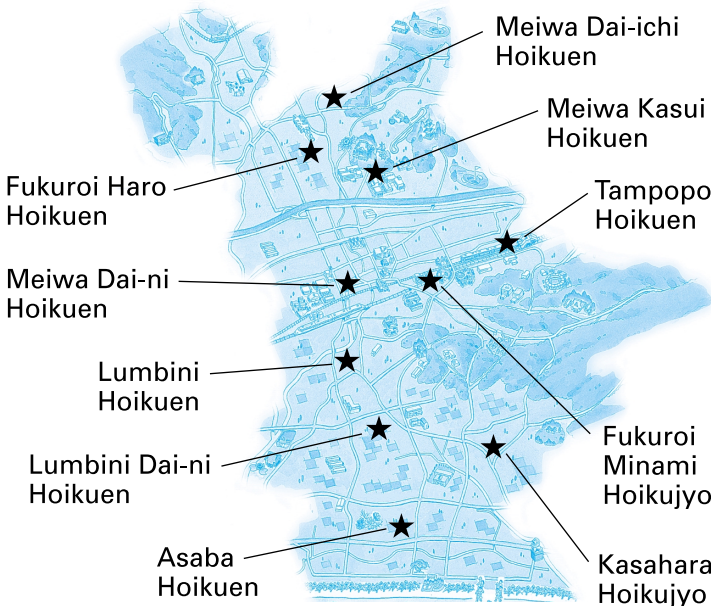 Meiwa Dai-ichi
Hoikuen
Meiwa Kasui
Hoikuen
Fukuroi Haro
Hoikuen
Tampopo
Hoikuen
Meiwa Dai-ni
Hoikuen
Lumbini
Hoikuen
Fukuroi
Minami
Hoikujyo
Lumbini Dai-ni
Hoikuen
Asaba
Hoikuen
Kasahara
Hoikujyo